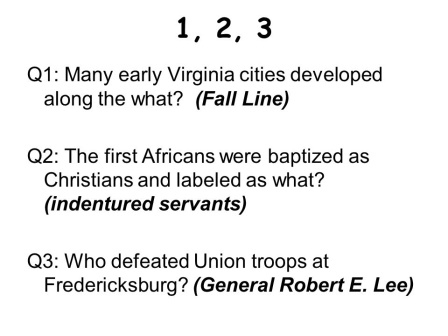 1, 2, 3
Q1: Many early Virginia cities developed
along the what? (Fall Line)
Q2: The first Africans were baptized as
Christians and labeled as what?
(indentured servants)
Q3: Who defeated Union troops at
Fredericksburg? (General Robert E. Lee)